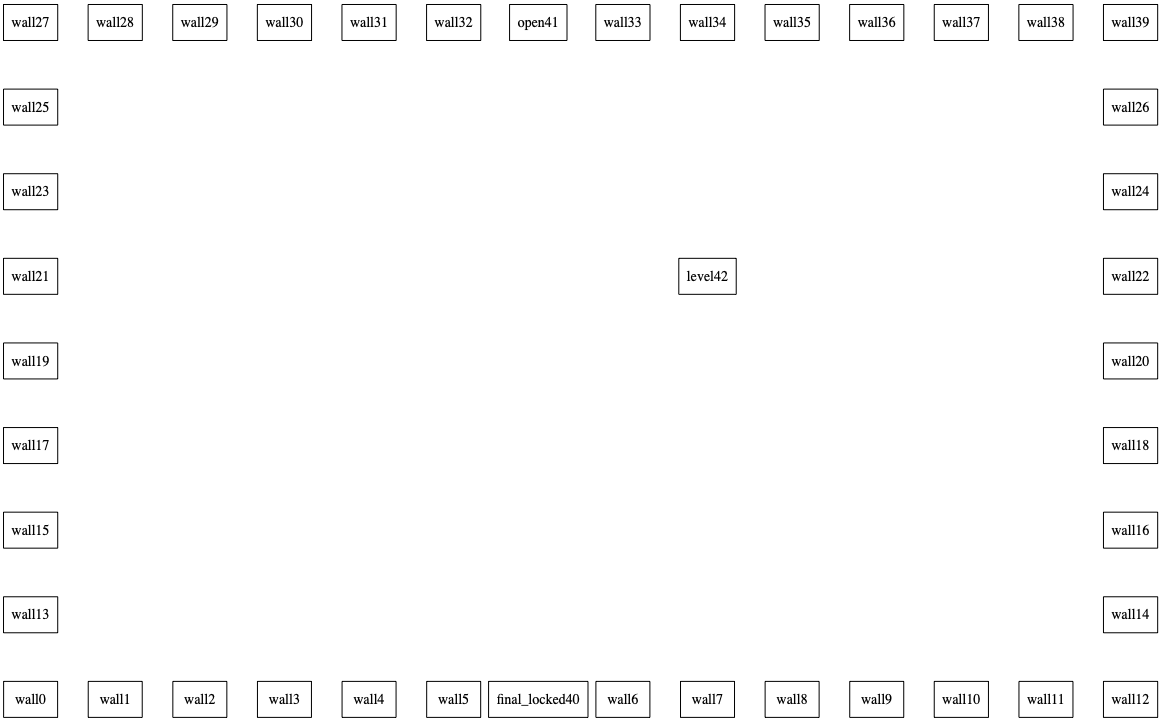 wall27 wall28 wall29 wall30 wall31 wall32 open41 wall33 wall34 wall35 wall36 wall37 wall38 wall39
wall25 wall26
wall23 wall24
wall21 level42 wall22
wall19 wall20
wall17 wall18
wall15 wall16
wall13 wall14
wall0 wall1 wall2 wall3 wall4 wall5 final_locked40 wall6 wall7 wall8 wall9 wall10 wall11 wall12